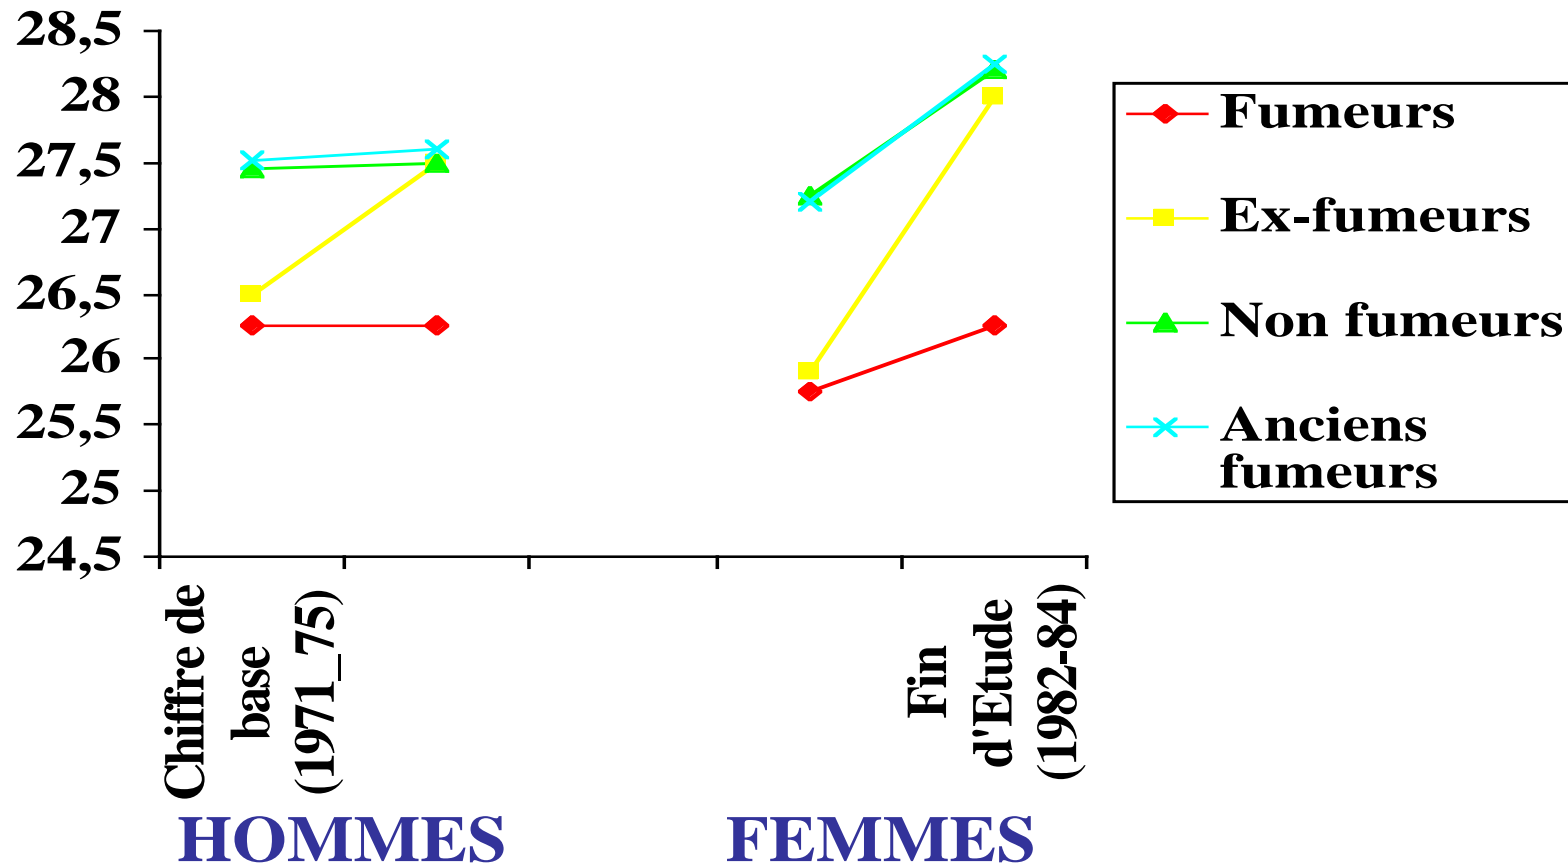 28,5
28
27,5
27
26,5
26
25,5
25
24,5
Chiffre de
base
(1971_75)
Fin
d'Etude
(1982-84)
HOMMES
FEMMES
Fumeurs
Ex-fumeurs
Non fumeurs
Anciens
fumeurs